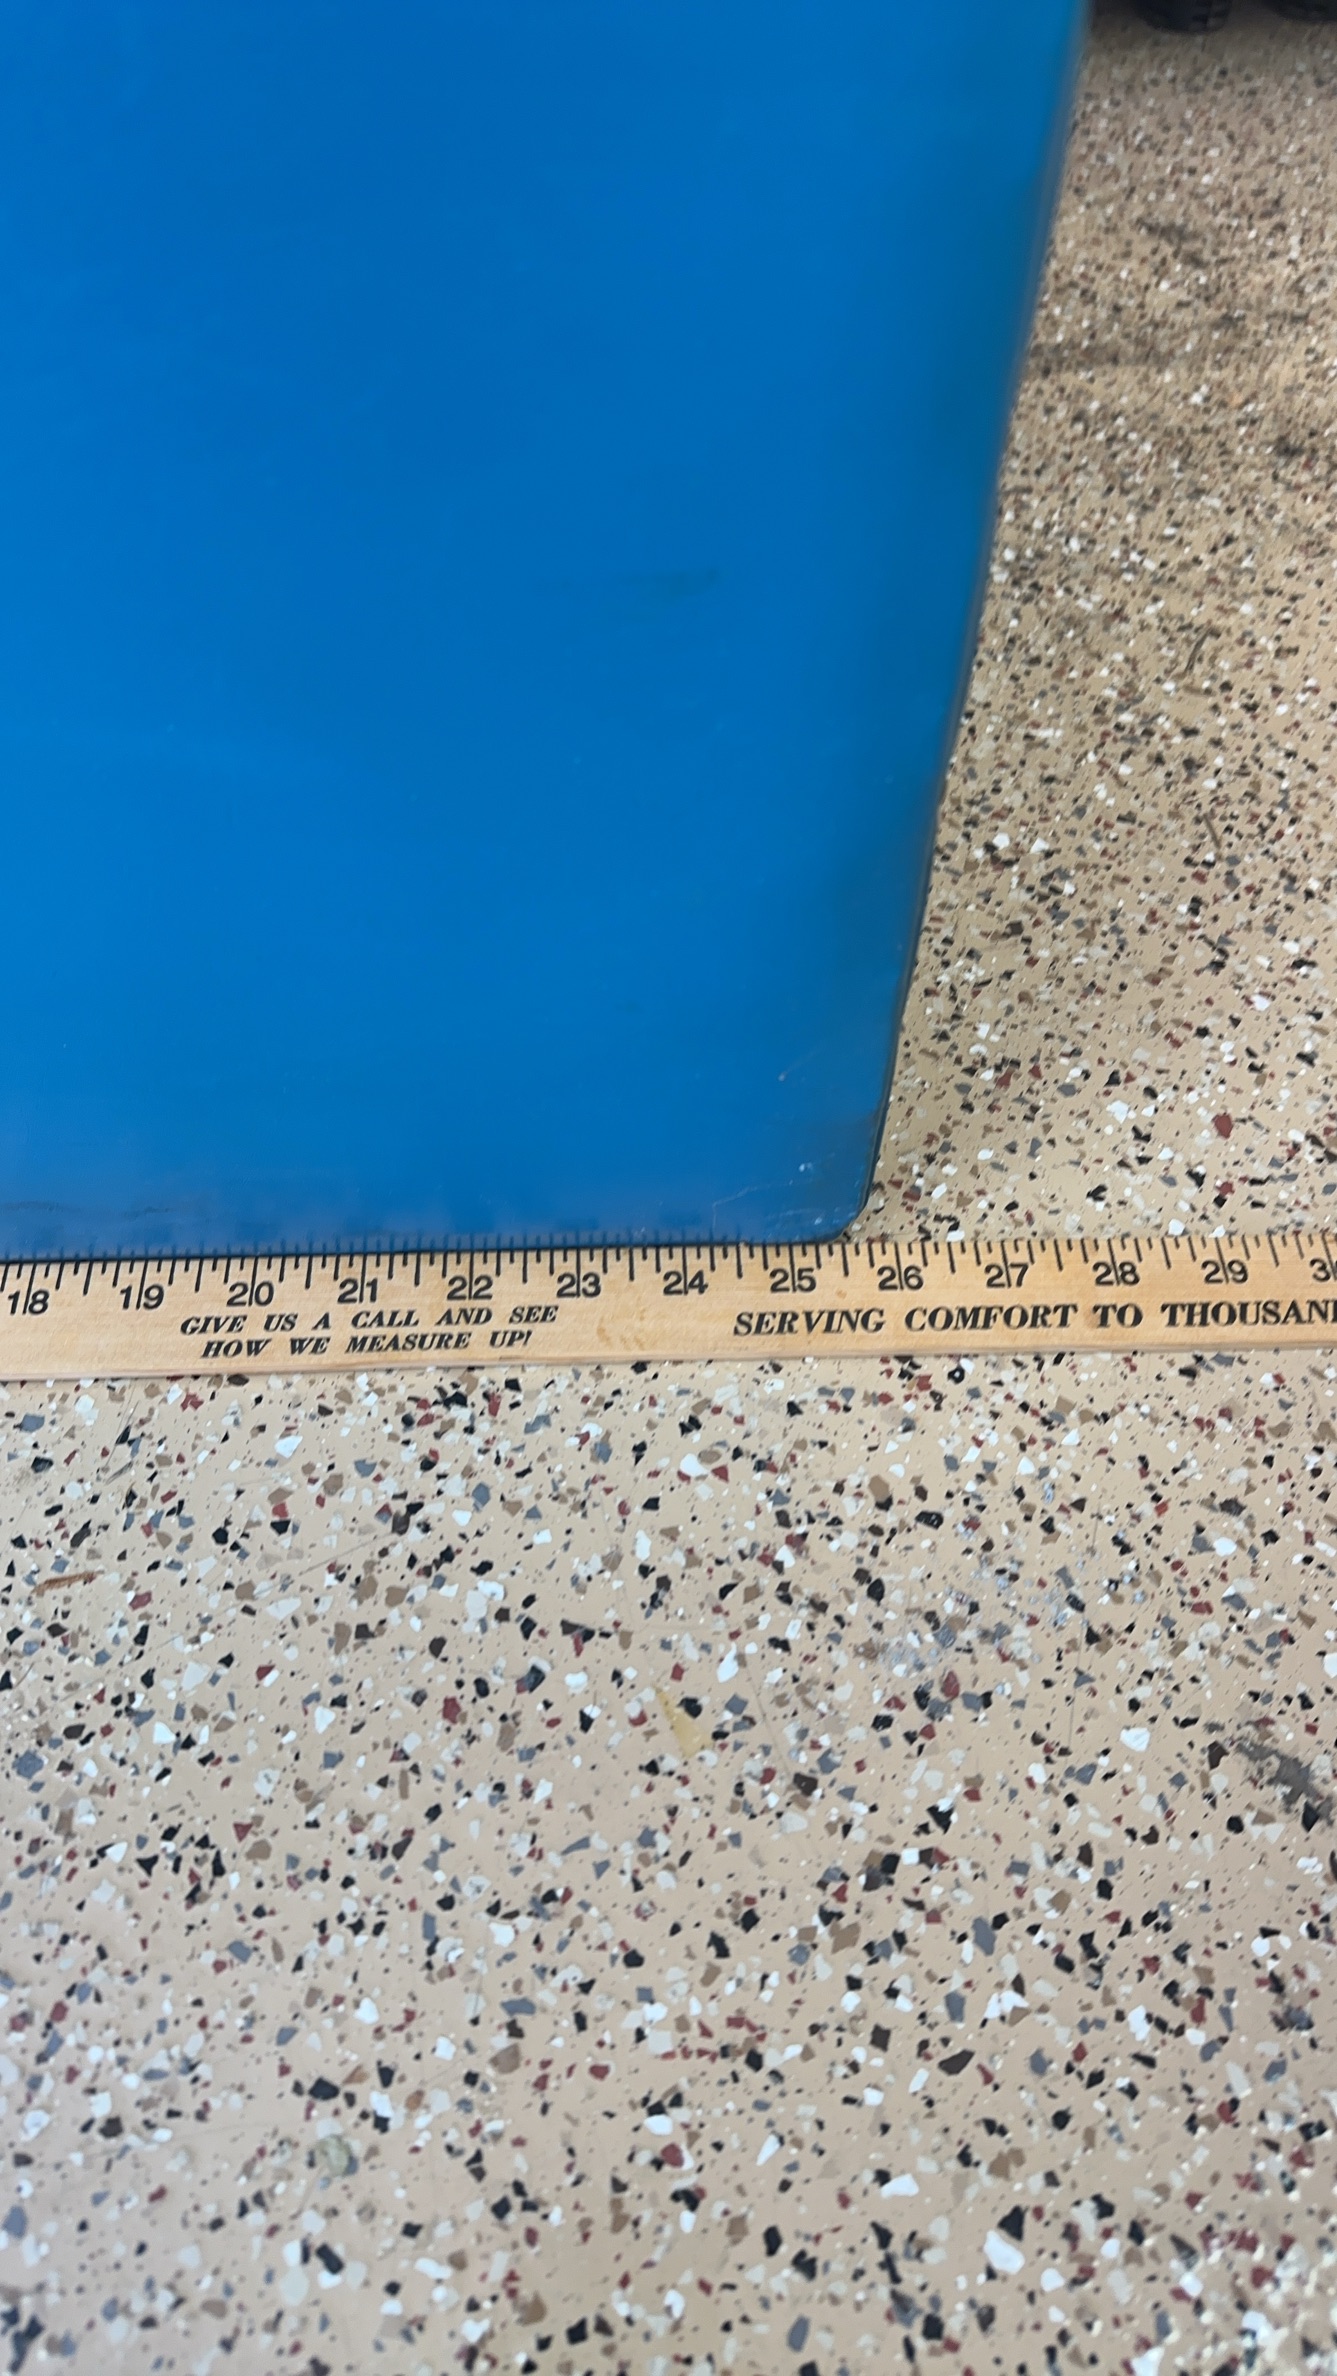 18 19 20 21 22 23 24 25 26 27 28 29
GIVE US A CALL AND SEE
HOW WE MEASURE UP!
SERVING COMFORT TO